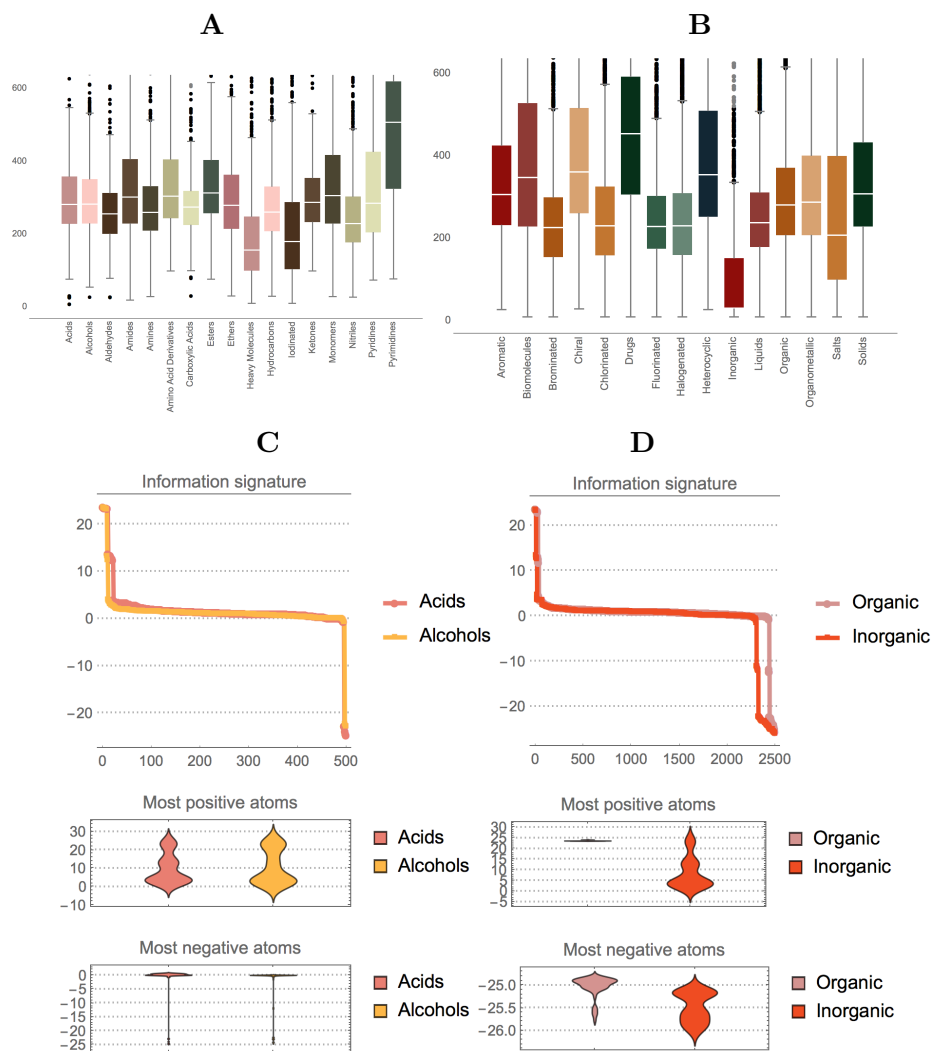 A
B
600
400
200
0
Acids
Alcohols
Aldehydes
Amides
Amines
Amino Acid Derivatives
Carboxylic Acids
Esters
Ethers
Heavy Molecules
Hydrocarbons
Iodinated
Ketones
Monomers
Nitriles
Pyridines
Pyrimidines
600
400
200
0
Aromatic
Biomolecules
Brominated
Chiral
Chlorinated
Drugs
Fluorinated
Halogenated
Heterocyclic
Inorganic
Liquids
Organic
Organometallic
Salts
Solids
C
D
Information signature
20
10
0
−10
−20
0 100 200 300 400 500
Acids
Alcohols
Information signature
20
10
0
−10
−20
0 500 1000 1500 2000 2500
Organic
Inorganic
Most positive atoms
30
20
10
0
−10
Acids
Alcohols
Most positive atoms
30
25
20
15
10
5
0
−5
Organic
Inorganic
Most negative atoms
0
−5
−10
−15
−20
−25
Acids
Alcohols
Most negative atoms
−25.0
−25.5
−26.0
Organic
Inorganic